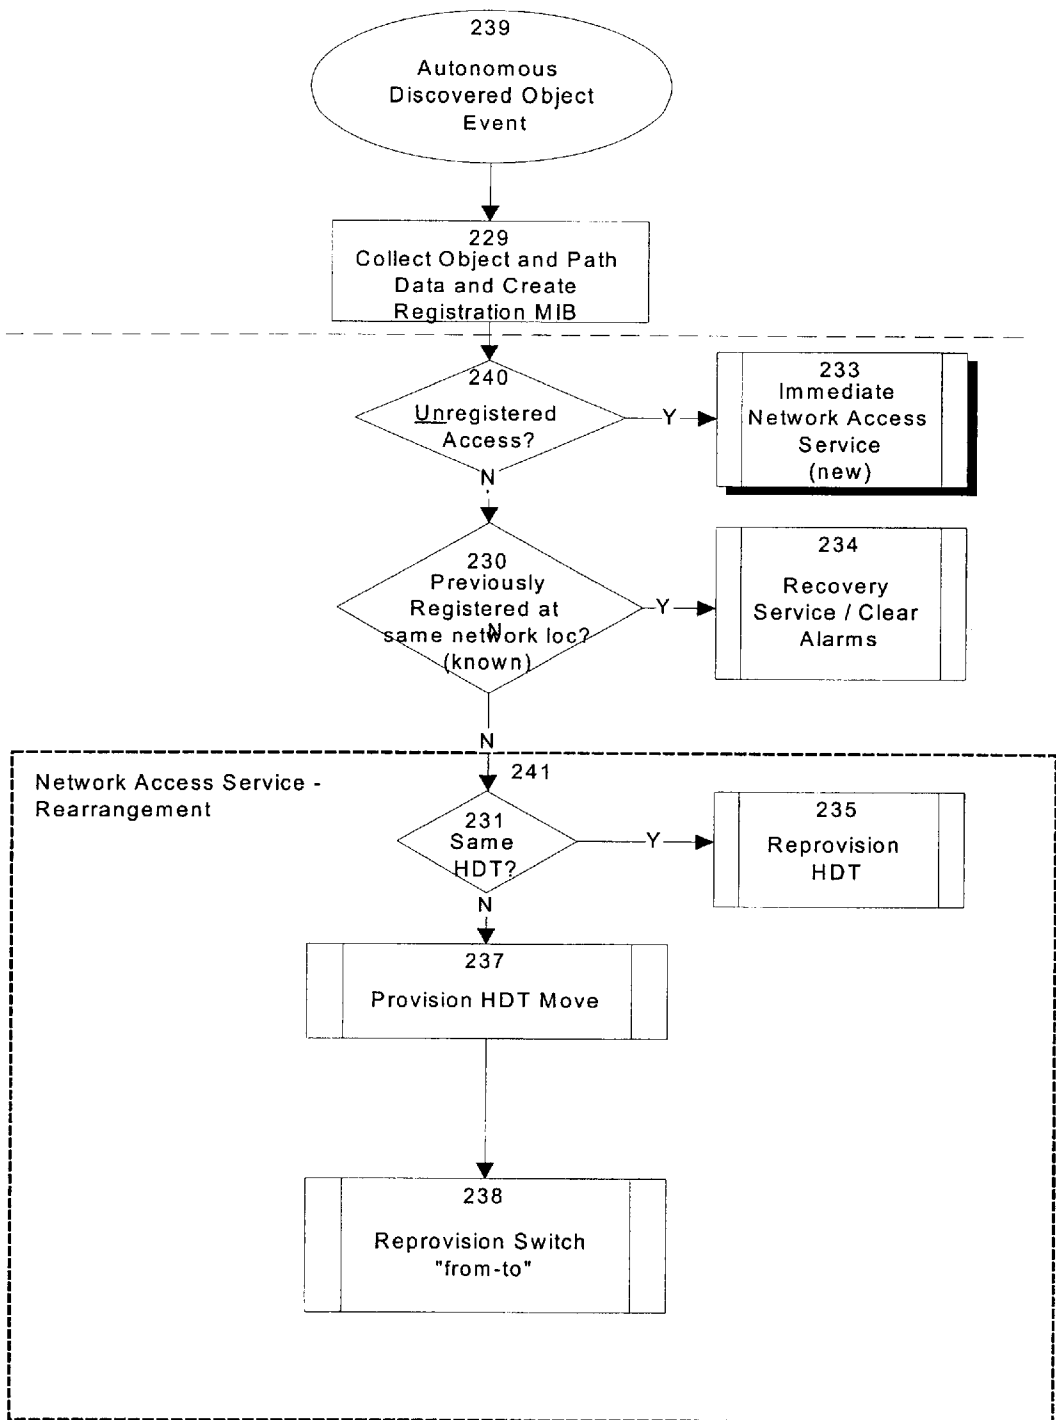 239
Autonomous
Discovered Object
Event
229
Collect Object and Path
Data and Create
Registration MIB
240
Unregistered
Access?
Y
233
Immediate
Network Access
Service
(new)
N
230
Previously
Registered at
same network loc?
N
(known)
Y
234
Recovery
Service / Clear
Alarms
N
Network Access Service -
Rearrangement
241
231
Same
HDT?
Y
235
Reprovision
HDT
N
237
Provision HDT Move
238
Reprovision Switch
"from-to"